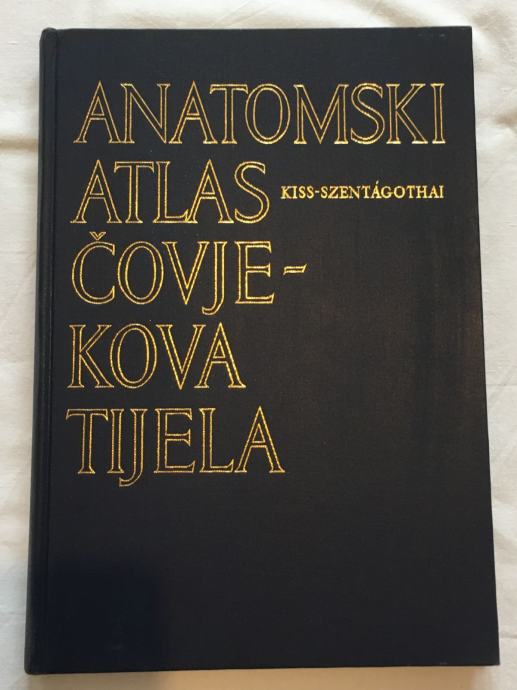 ANATOMSKI
ATLAS KISS-SZENTÁGOTHAI
ČOVJE-
KOVA
TIJELA